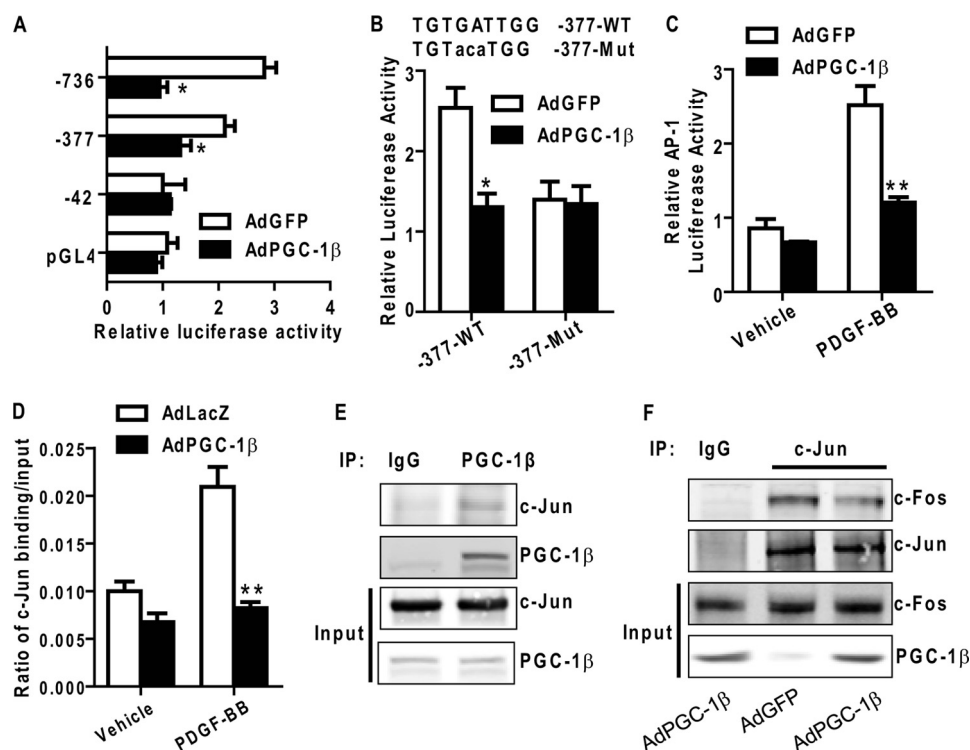 A
-736
-377
-42
pGL4
*
*
AdGFP
AdPGC-1β
0 1 2 3 4
Relative luciferase activity
B
TGTGATTGG -377-WT
TGTacaTGG -377-Mut
Relative Luciferase Activity
3
2
1
0
AdGFP
AdPGC-1β
*
-377-WT
-377-Mut
C
AdGFP
AdPGC-1β
Relative AP-1
Luciferase Activity
3
2
1
0
**
Vehicle
PDGF-BB
D
AdLacZ
AdPGC-1β
Ratio of c-Jun binding/input
0.025
0.020
0.015
0.010
0.005
0.000
**
Vehicle
PDGF-BB
E
IP: IgG PGC-1β
c-Jun
PGC-1β
Input
c-Jun
PGC-1β
F
IP: IgG c-Jun
c-Fos
c-Jun
Input
c-Fos
PGC-1β
AdPGC-1β
AdGFP
AdPGC-1β